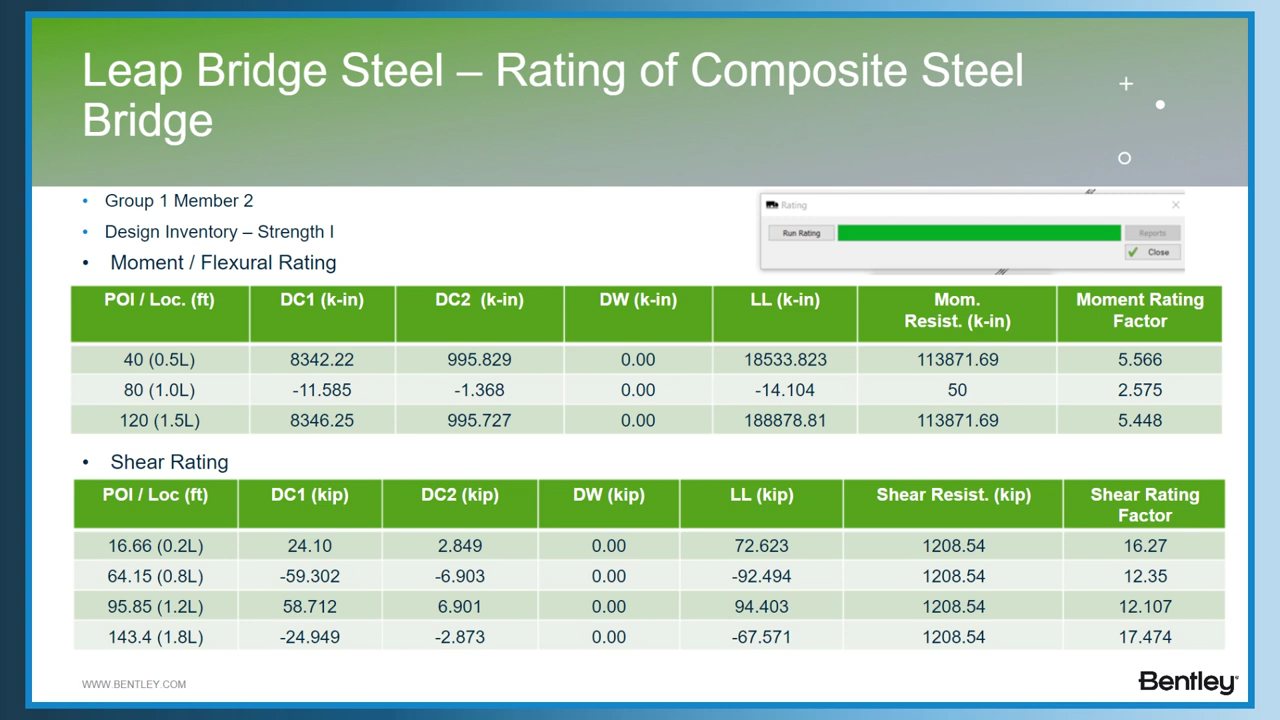 Leap Bridge Steel – Rating of Composite Steel
Bridge
• Group 1 Member 2
• Design Inventory – Strength I
• Moment / Flexural Rating
Rating
Run Rating
Reports
Close
POI / Loc. (ft) DC1 (k-in) DC2 (k-in) DW (k-in) LL (k-in) Mom. Resist. (k-in) Moment Rating Factor
40 (0.5L) 8342.22 995.829 0.00 18533.823 113871.69 5.566
80 (1.0L) -11.585 -1.368 0.00 -14.104 50 2.575
120 (1.5L) 8346.25 995.727 0.00 188878.81 113871.69 5.448
• Shear Rating
POI / Loc (ft) DC1 (kip) DC2 (kip) DW (kip) LL (kip) Shear Resist. (kip) Shear Rating Factor
16.66 (0.2L) 24.10 2.849 0.00 72.623 1208.54 16.27
64.15 (0.8L) -59.302 -6.903 0.00 -92.494 1208.54 12.35
95.85 (1.2L) 58.712 6.901 0.00 94.403 1208.54 12.107
143.4 (1.8L) -24.949 -2.873 0.00 -67.571 1208.54 17.474
WWW.BENTLEY.COM
Bentley